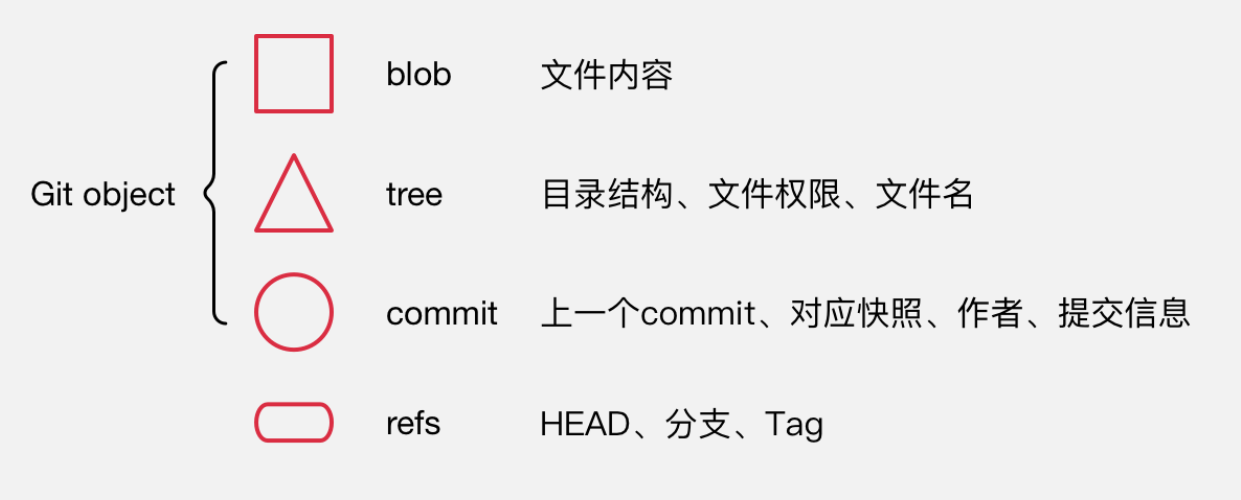 blob 文件内容
Git object tree 目录结构、文件权限、文件名
commit 上一个commit、对应快照、作者、提交信息
refs HEAD、分支、Tag